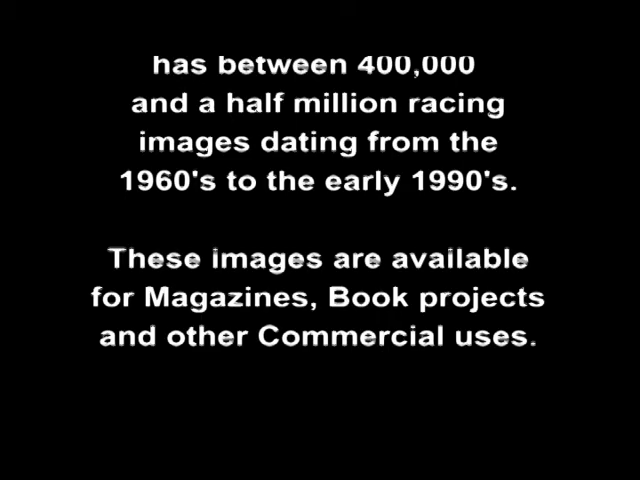 has between 400,000
and a half million racing
images dating from the
1960's to the early 1990's.
These images are available
for Magazines, Book projects
and other Commercial uses.